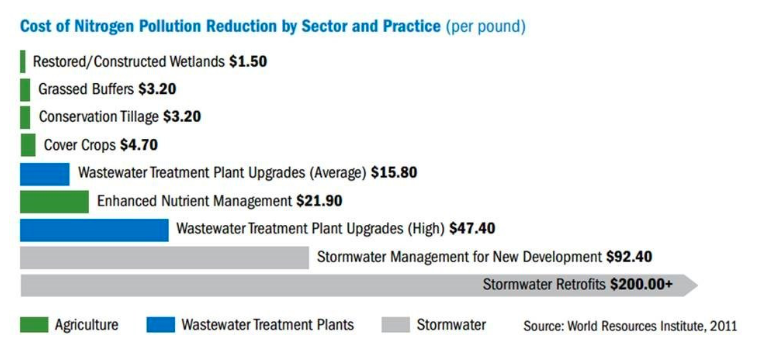 Cost of Nitrogen Pollution Reduction by Sector and Practice (per pound)
Restored/Constructed Wetlands $1.50
Grassed Buffers $3.20
Conservation Tillage $3.20
Cover Crops $4.70
Wastewater Treatment Plant Upgrades (Average) $15.80
Enhanced Nutrient Management $21.90
Wastewater Treatment Plant Upgrades (High) $47.40
Stormwater Management for New Development $92.40
Stormwater Retrofits $200.00+
Agriculture Wastewater Treatment Plants Stormwater Source: World Resources Institute, 2011